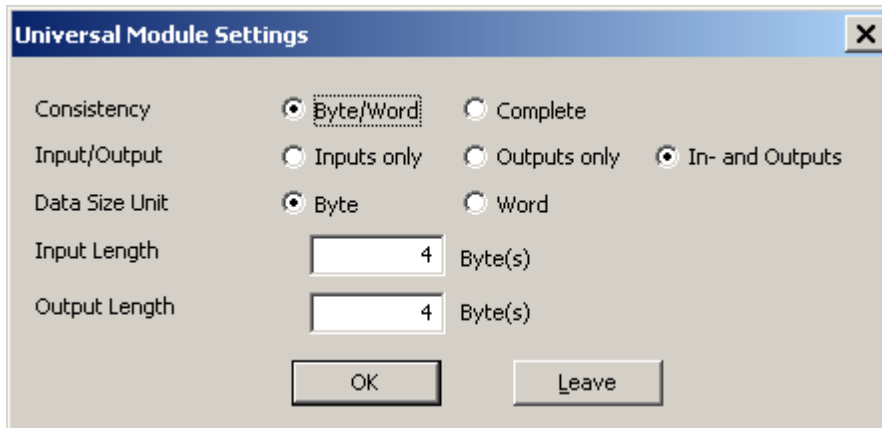 Universal Module Settings
Consistency Byte/Word Complete
Input/Output Inputs only Outputs only In- and Outputs
Data Size Unit Byte Word
Input Length 4 Byte(s)
Output Length 4 Byte(s)
OK Leave